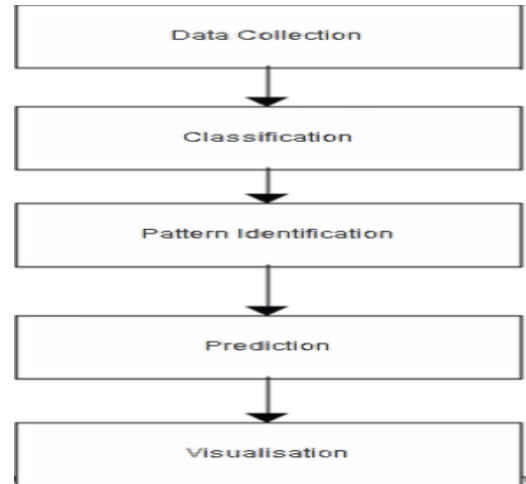 Data Collection
Classification
Pattern Identification
Prediction
Visualisation